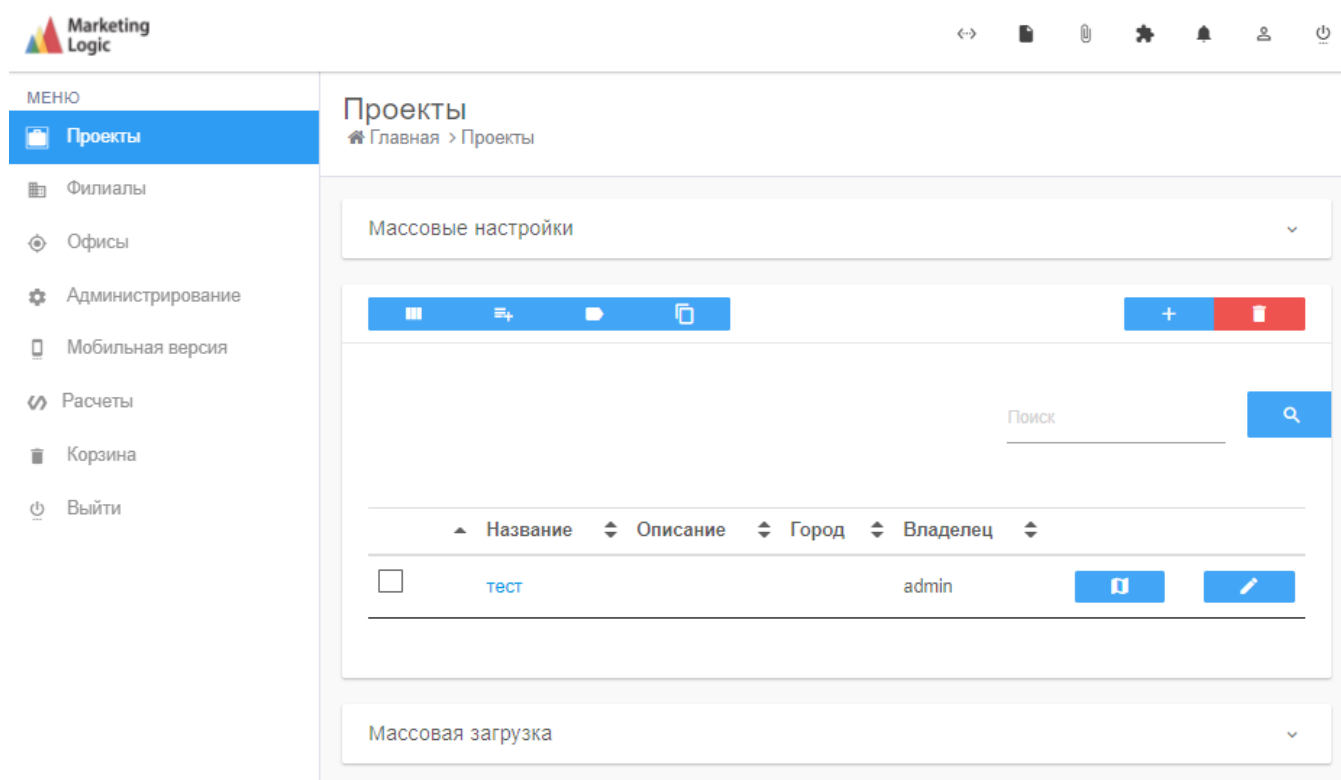 Marketing
Logic
МЕНЮ
Проекты
Филиалы
Офисы
Администрирование
Мобильная версия
Расчеты
Корзина
Выйти
Проекты
Главная > Проекты
Массовые настройки
Поиск
Название Описание Город Владелец
тест admin
Массовая загрузка